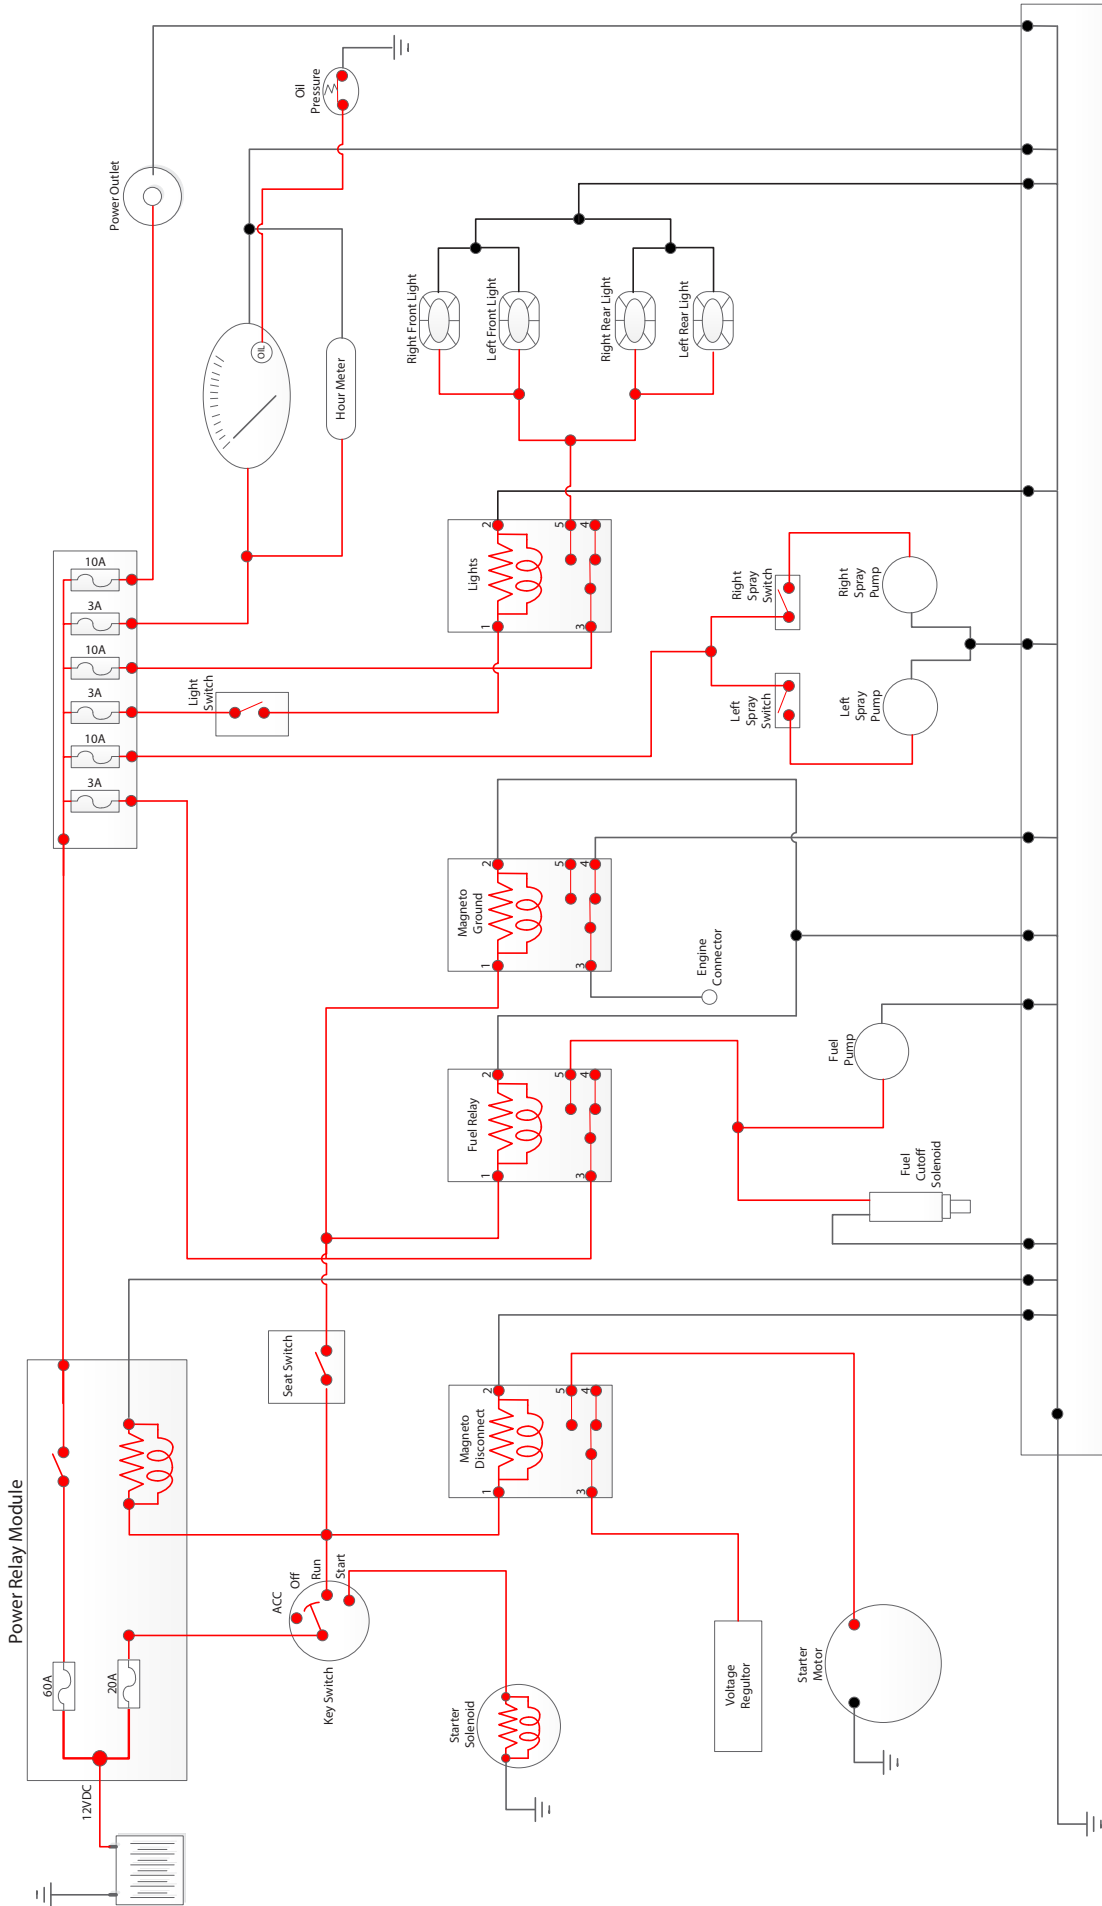 Power Relay Module
12VDC
60A
20A
3A
10A
3A
10A
3A
10A
Power Outlet
Oil
Pressure
OIL
Hour Meter
Light
Switch
Key Switch
ACC
Off
Run
Start
Seat Switch
Starter
Solenoid
Magneto
Disconnect
1
2
3
4
5
Fuel Relay
1
2
3
4
5
Magneto
Ground
1
2
3
4
5
Lights
1
2
3
4
5
Right Front Light
Left Front Light
Right Rear Light
Left Rear Light
Engine
Connector
Left
Spray
Switch
Right
Spray
Switch
Left
Spray
Pump
Right
Spray
Pump
Fuel
Pump
Fuel
Cutoff
Solenoid
Voltage
Regultor
Starter
Motor